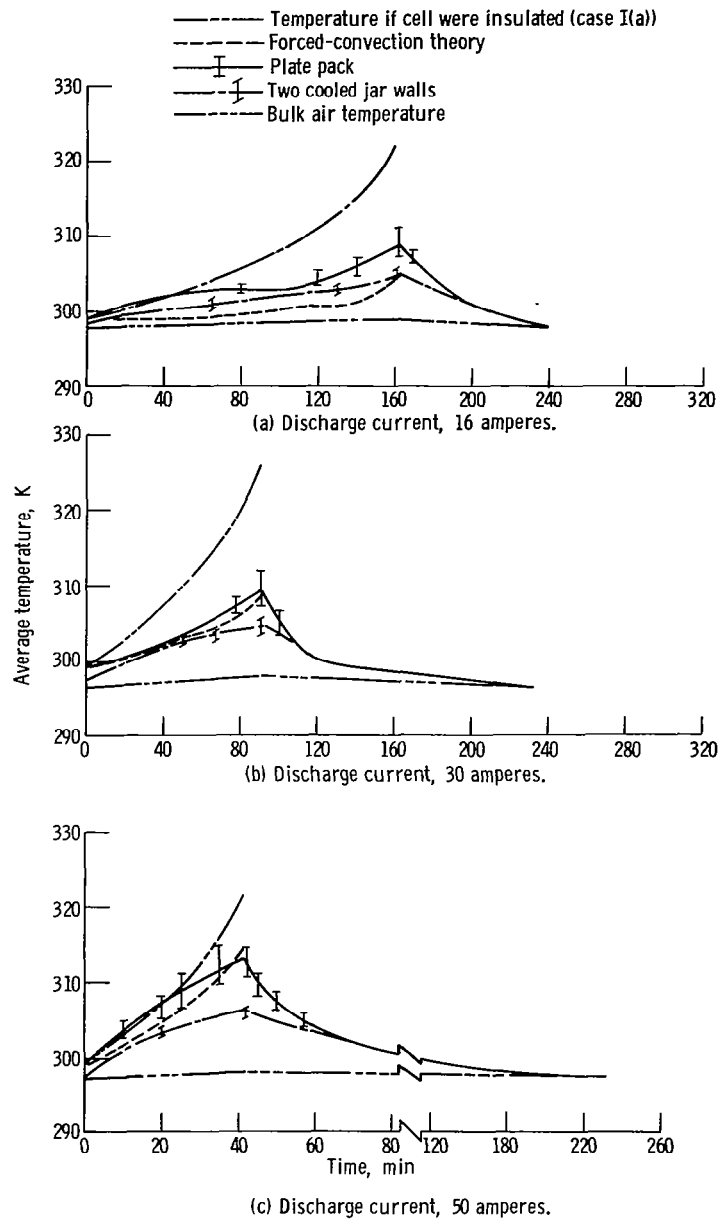 Temperature if cell were insulated (case I(a))
Forced-convection theory
Plate pack
Two cooled jar walls
Bulk air temperature
330
320
310
300
290
0 40 80 120 160 200 240 280 320
(a) Discharge current, 16 amperes.
Average temperature, K
330
320
310
300
290
0 40 80 120 160 200 240 280 320
(b) Discharge current, 30 amperes.
330
320
310
300
290
0 20 40 60 80 120 140 180 220 260
Time, min
(c) Discharge current, 50 amperes.